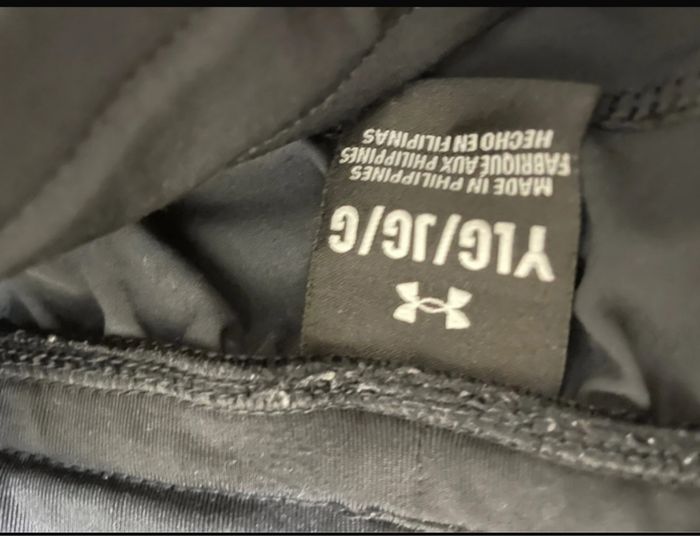 YLG/JG/G
MADE IN PHILIPPINES
FABRIQUÉ AUX PHILIPPINES
HECHO EN FILIPINAS